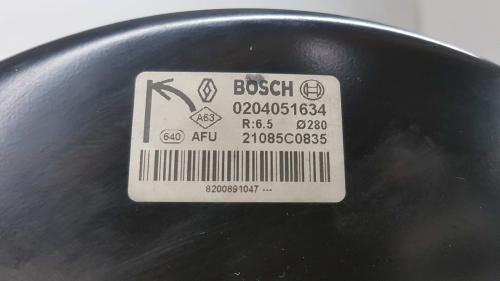 BOSCH
0204051634
A63
R:6.5 Ø280
640 AFU 21085C0835
8200891047 ---